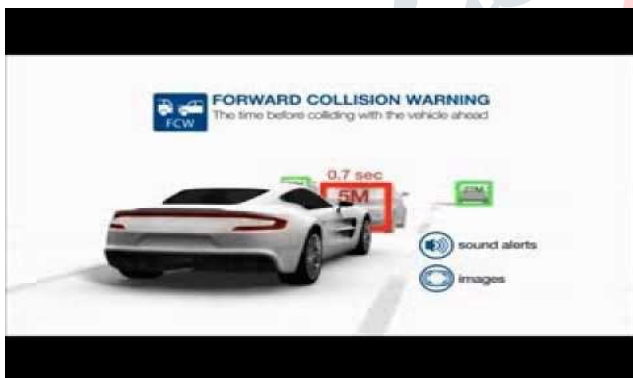 FORWARD COLLISION WARNING
The time before colliding with the vehicle ahead
FCW
0.7 sec
5M
sound alerts
images